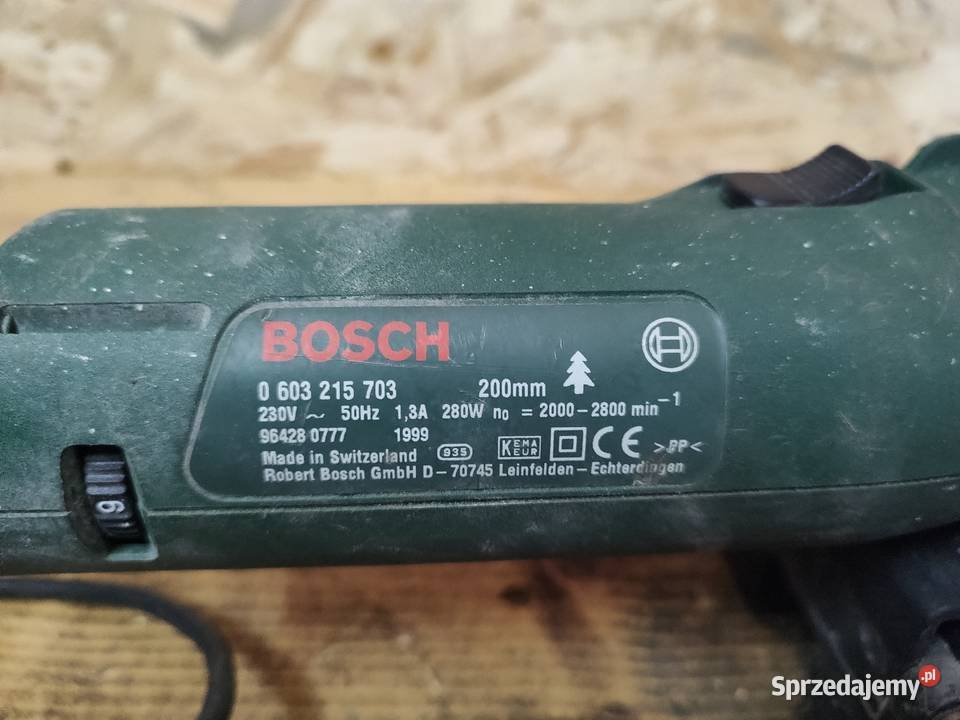 BOSCH
0 603 215 703 200mm
230V ~ 50Hz 1,3A 280W n₀ = 2000-2800 min⁻¹
96428 0777 1999
Made in Switzerland 935 KEMA KEUR CE >PP<
Robert Bosch GmbH D-70745 Leinfelden-Echterdingen
6
Sprzedajemy.pl